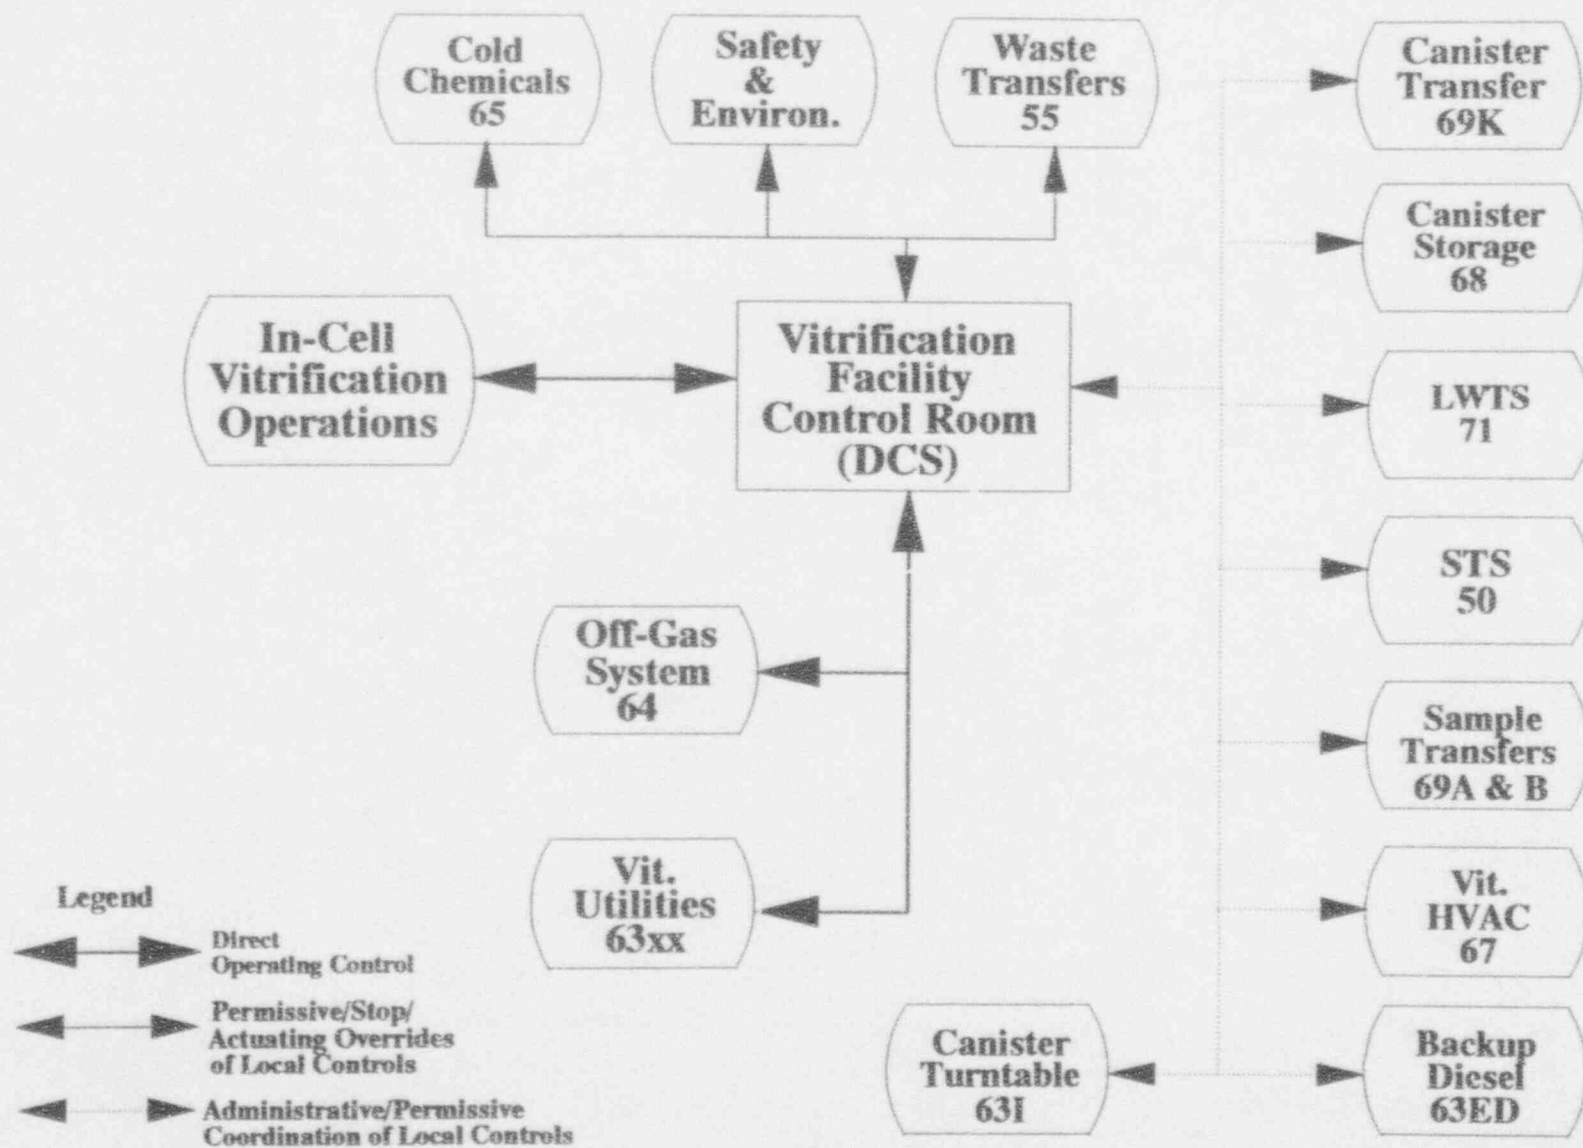 Cold
Chemicals
65
Safety
&
Environ.
Waste
Transfers
55
Canister
Transfer
69K
Canister
Storage
68
In-Cell
Vitrification
Operations
Vitrification
Facility
Control Room
(DCS)
LWTS
71
STS
50
Off-Gas
System
64
Sample
Transfers
69A & B
Vit.
Utilities
63xx
Vit.
HVAC
67
Canister
Turntable
63I
Backup
Diesel
63ED
Legend
Direct
Operating Control
Permissive/Stop/
Actuating Overrides
of Local Controls
Administrative/Permissive
Coordination of Local Controls